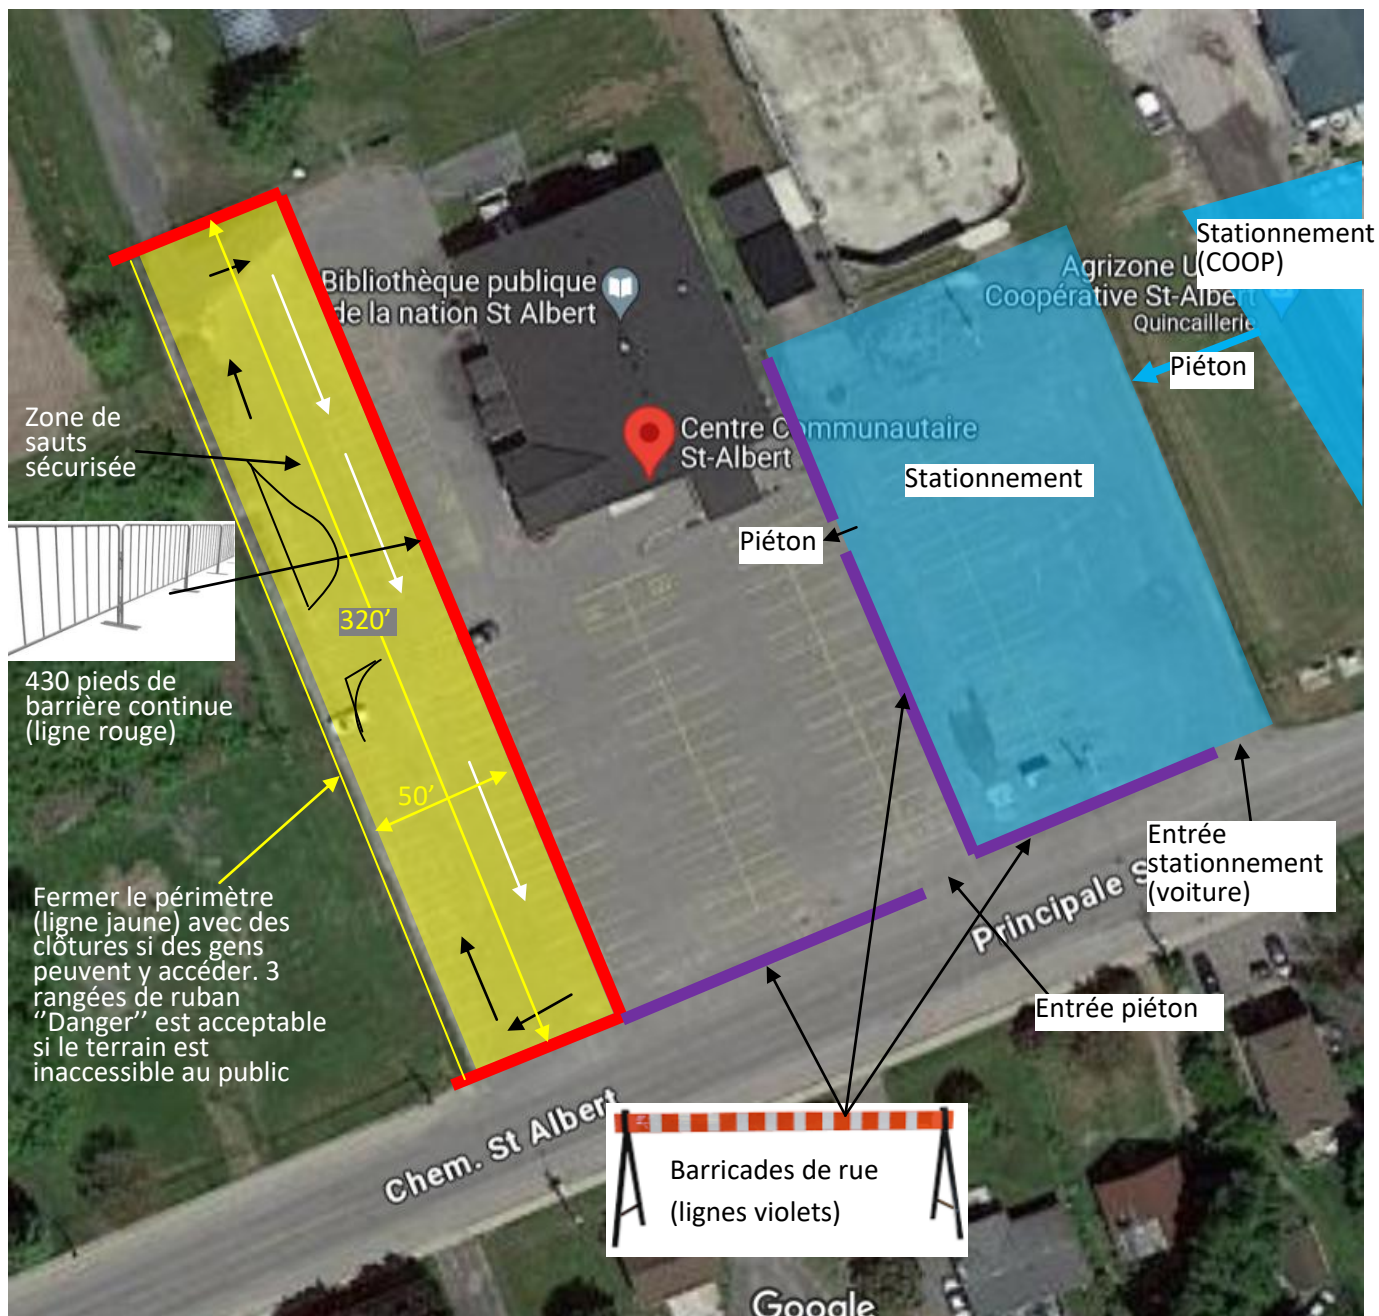 Stationnement
(COOP)
Agrizone U
Coopérative St-Albert
Quincaillerie
Bibliothèque publique
de la nation St Albert
Piéton
Zone de
sauts
sécurisée
Centre Communautaire
St-Albert
Stationnement
Piéton
320’
430 pieds de
barrière continue
(ligne rouge)
50’
Entrée
stationnement
(voiture)
Fermer le périmètre
(ligne jaune) avec des
clôtures si des gens
peuvent y accéder. 3
rangées de ruban
‘’Danger’’ est acceptable
si le terrain est
inaccessible au public
Principale S
Entrée piéton
Chem. St Albert
Barricades de rue
(lignes violets)
Google